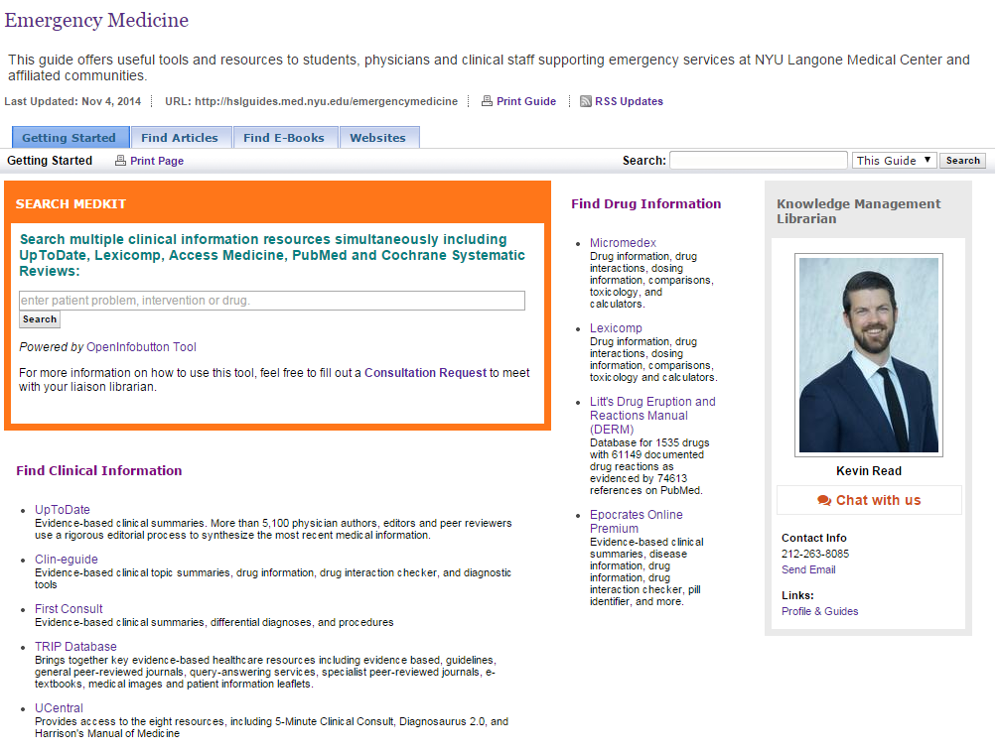 Emergency Medicine
This guide offers useful tools and resources to students, physicians and clinical staff supporting emergency services at NYU Langone Medical Center and
affiliated communities.
Last Updated: Nov 4, 2014 URL: http://hslguides.med.nyu.edu/emergencymedicine Print Guide RSS Updates
Getting Started Find Articles Find E-Books Websites
Getting Started Print Page Search: This Guide ▼ Search
SEARCH MEDKIT
Search multiple clinical information resources simultaneously including
UpToDate, Lexicomp, Access Medicine, PubMed and Cochrane Systematic
Reviews:
enter patient problem, intervention or drug.
Search
Powered by OpenInfobutton Tool
For more information on how to use this tool, feel free to fill out a Consultation Request to meet
with your liaison librarian.
Find Clinical Information
• UpToDate
Evidence-based clinical summaries. More than 5,100 physician authors, editors and peer reviewers
use a rigorous editorial process to synthesize the most recent medical information.
• Clin-eguide
Evidence-based clinical topic summaries, drug information, drug interaction checker, and diagnostic
tools
• First Consult
Evidence-based clinical summaries, differential diagnoses, and procedures
• TRIP Database
Brings together key evidence-based healthcare resources including evidence based, guidelines,
general peer-reviewed journals, query-answering services, specialist peer-reviewed journals, e-
textbooks, medical images and patient information leaflets.
• UCentral
Provides access to the eight resources, including 5-Minute Clinical Consult, Diagnosaurus 2.0, and
Harrison's Manual of Medicine
Find Drug Information
• Micromedex
Drug information, drug
interactions, dosing
information, comparisons,
toxicology, and
calculators.
• Lexicomp
Drug information, drug
interactions, dosing
information, comparisons,
toxicology and calculators.
• Litt's Drug Eruption and
Reactions Manual
(DERM)
Database for 1535 drugs
with 61149 documented
drug reactions as
evidenced by 74613
references on PubMed.
• Epocrates Online
Premium
Evidence-based clinical
summaries, disease
information, drug
information, drug
interaction checker, pill
identifier, and more.
Knowledge Management
Librarian
Kevin Read
Chat with us
Contact Info
212-263-8085
Send Email
Links:
Profile & Guides